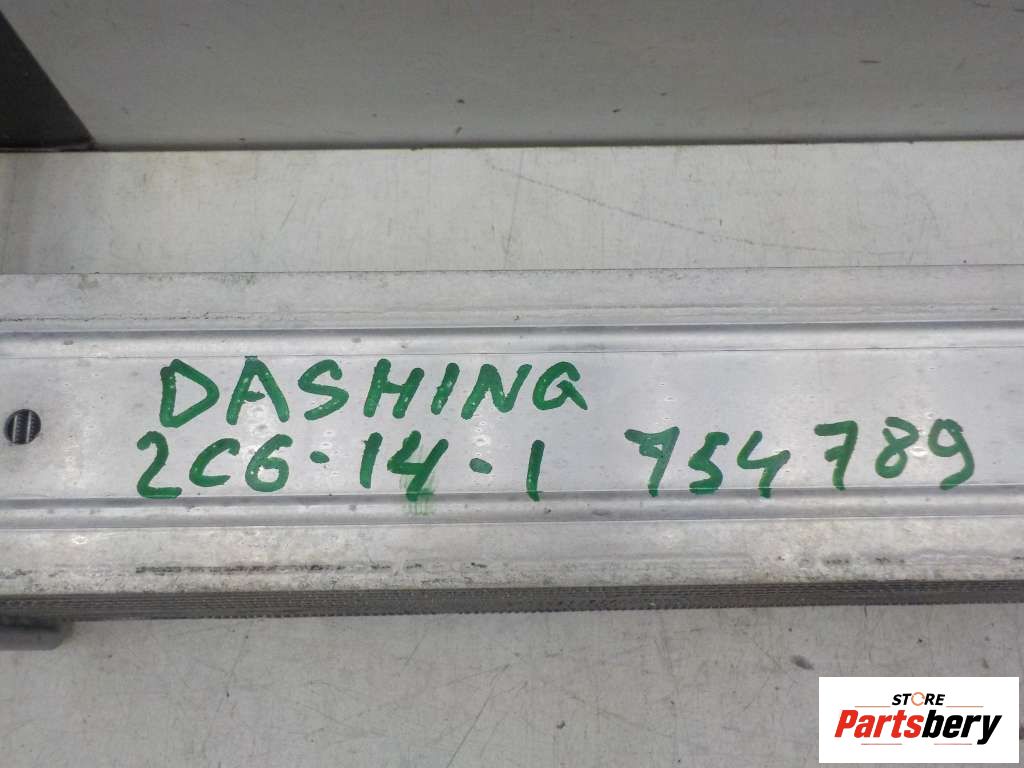 DASHING
2C6-14-1 754789
STORE
Partsbery